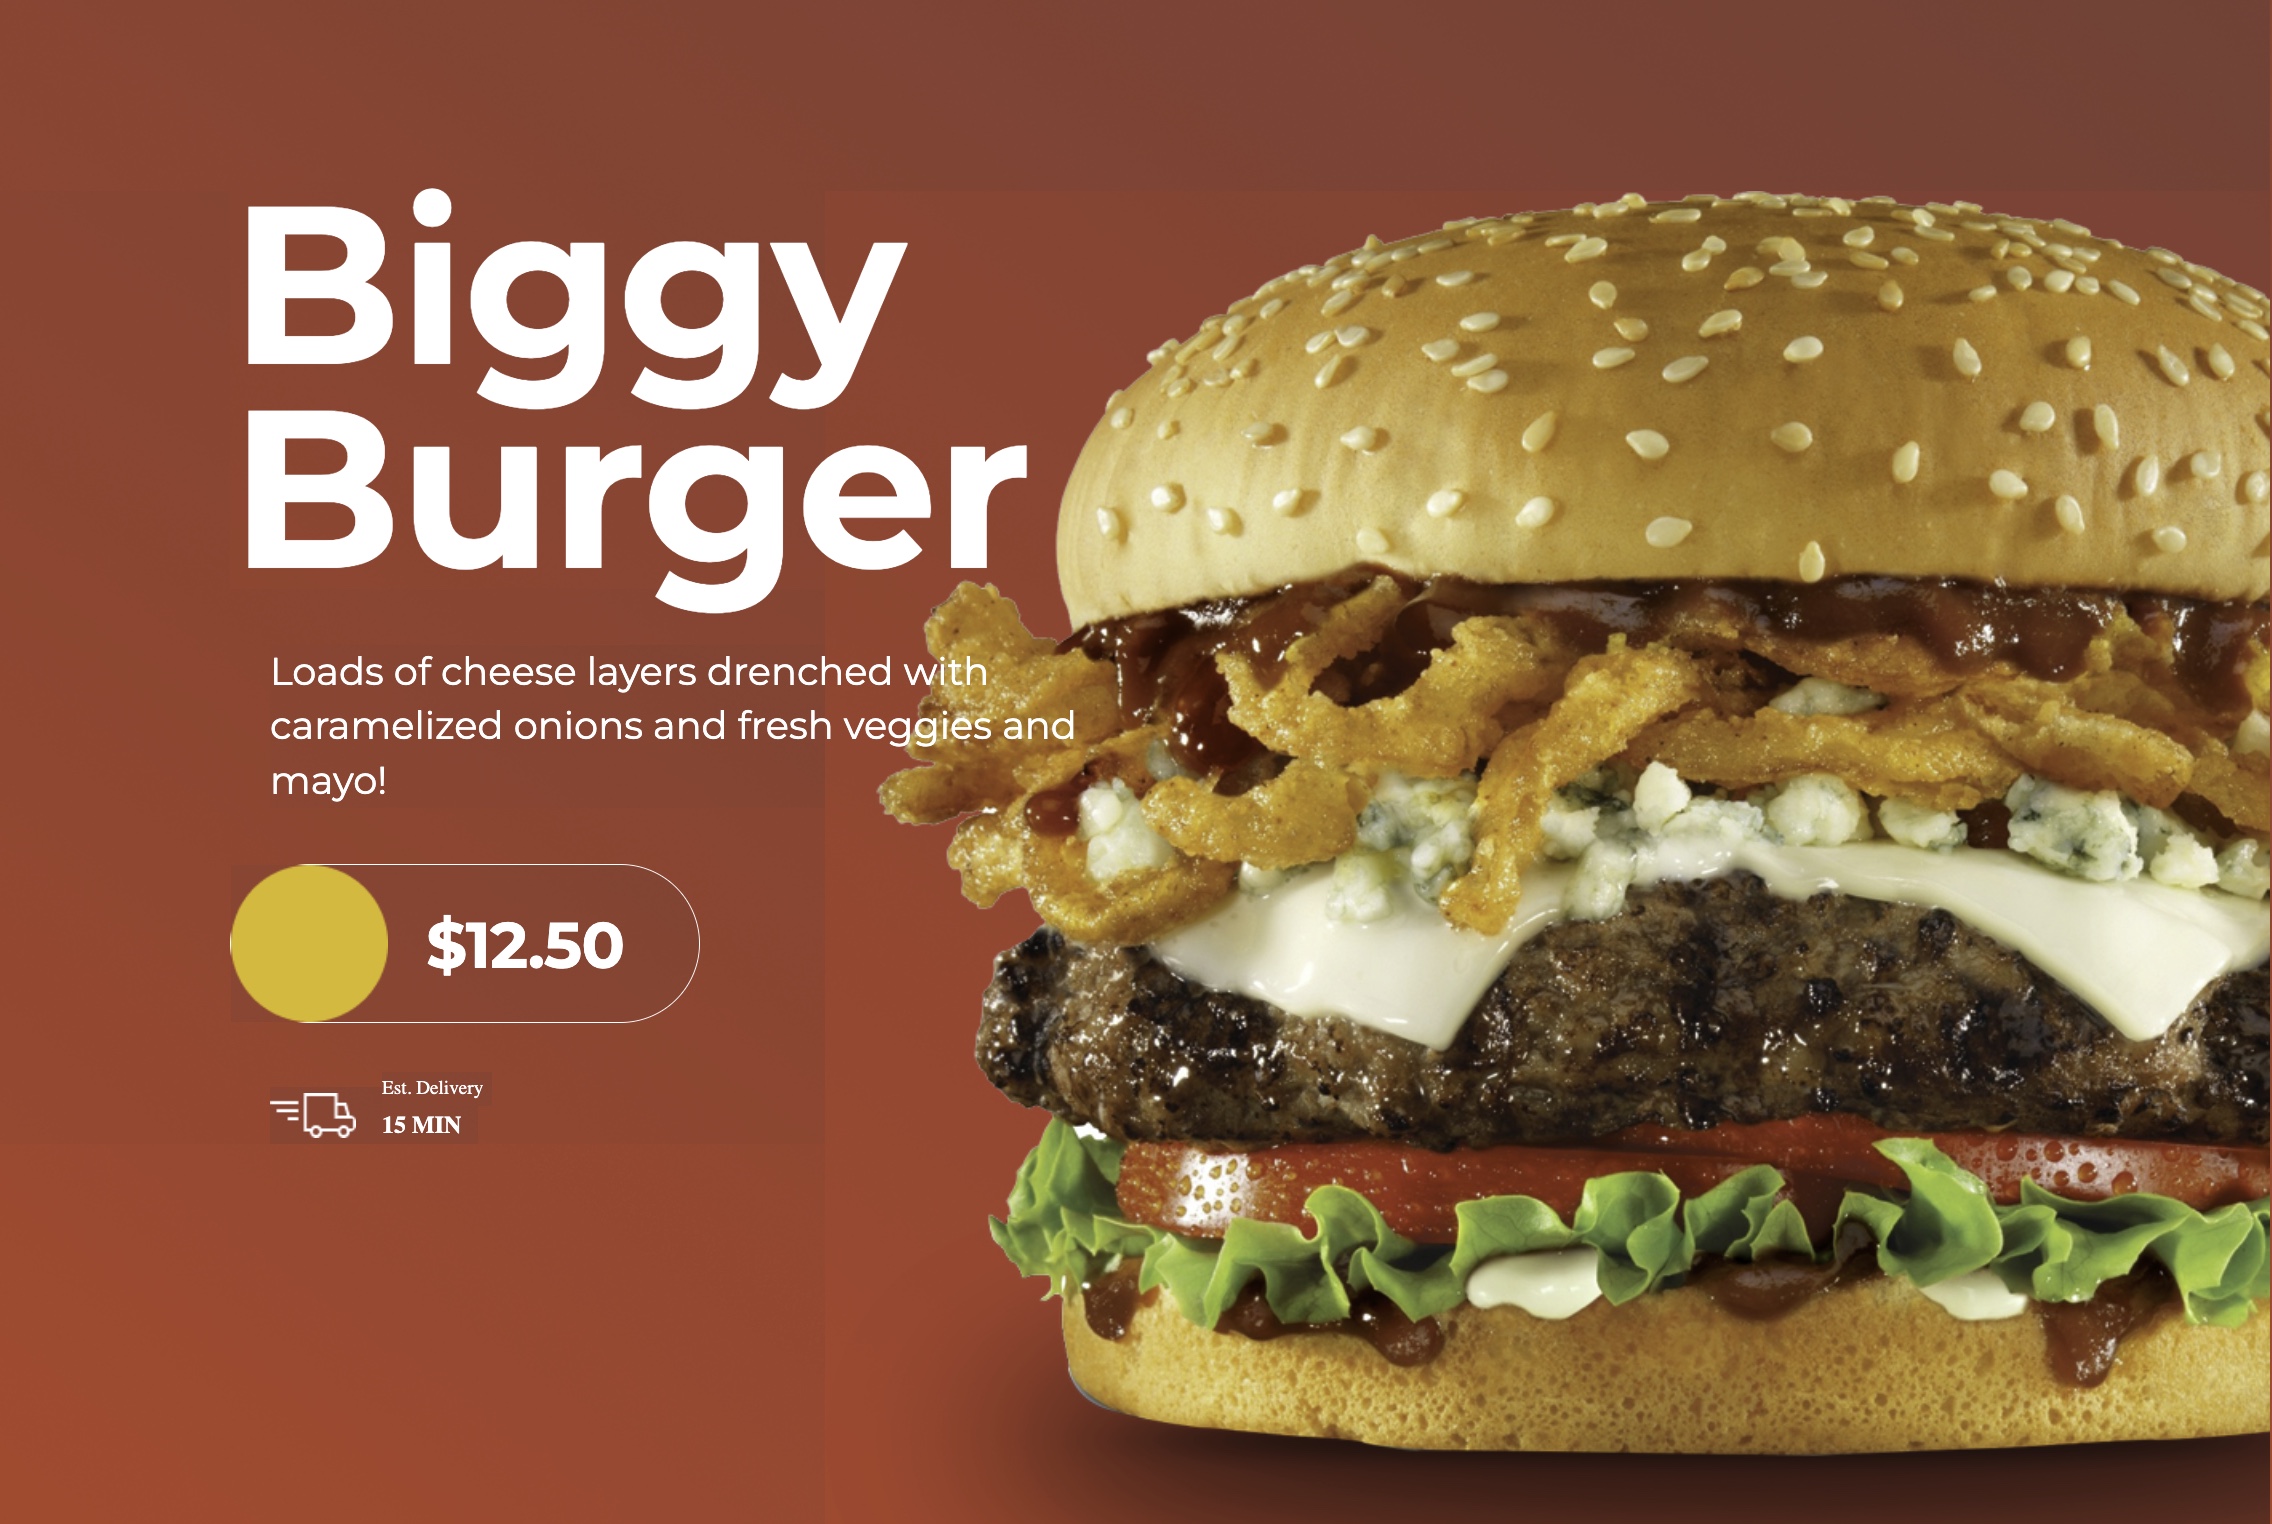 Biggy
Burger
Loads of cheese layers drenched with
caramelized onions and fresh veggies and
mayo!
$12.50
Est. Delivery
15 MIN